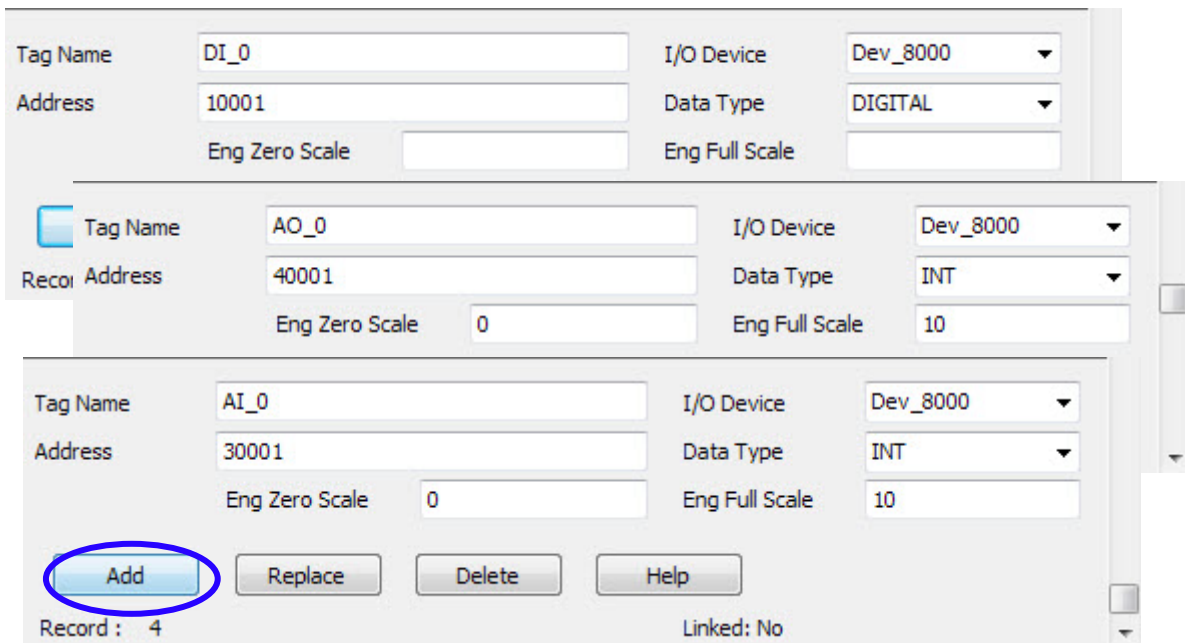 Tag Name DI_0 I/O Device Dev_8000
Address 10001 Data Type DIGITAL
Eng Zero Scale Eng Full Scale
Tag Name AO_0 I/O Device Dev_8000
Recor Address 40001 Data Type INT
Eng Zero Scale 0 Eng Full Scale 10
Tag Name AI_0 I/O Device Dev_8000
Address 30001 Data Type INT
Eng Zero Scale 0 Eng Full Scale 10
Add Replace Delete Help
Record : 4 Linked: No